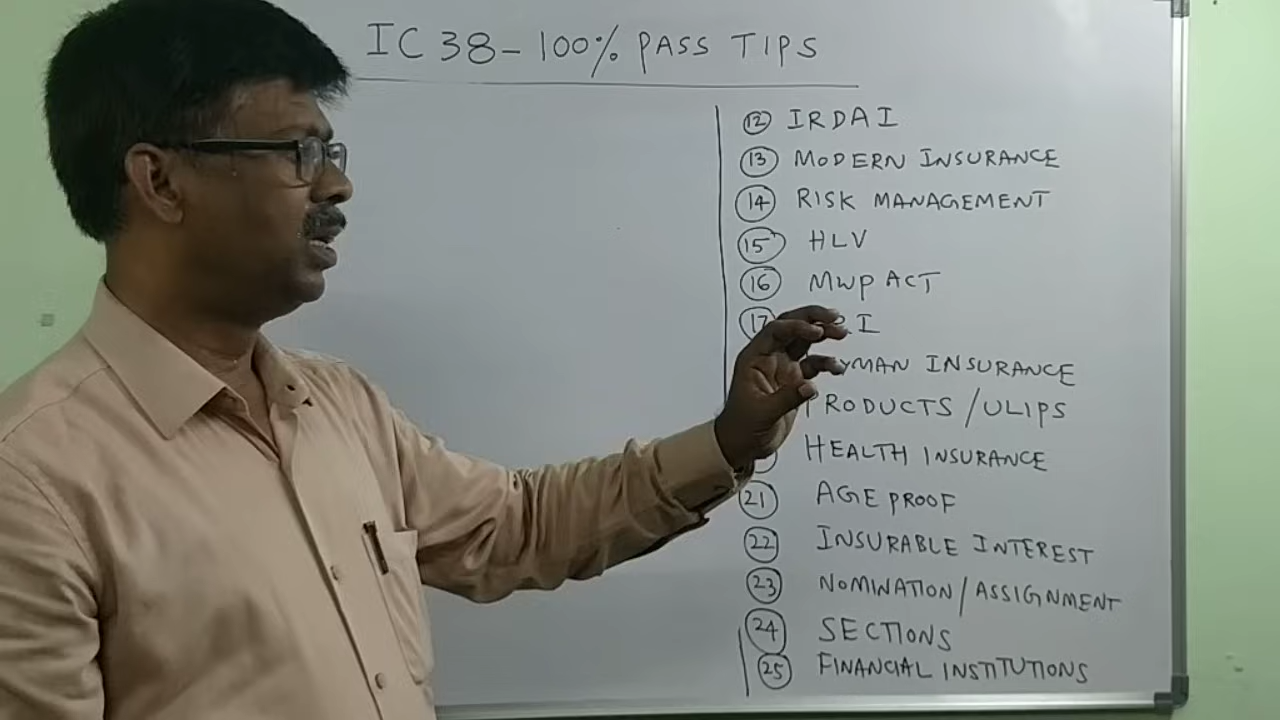 IC 38 - 100% PASS TIPS
12 IRDAI
13 MODERN INSURANCE
14 RISK MANAGEMENT
15 HLV
16 MWP ACT
17
INSURANCE
PRODUCTS / ULIPS
HEALTH INSURANCE
21 AGE PROOF
22 INSURABLE INTEREST
23 NOMINATION / ASSIGNMENT
24 SECTIONS
25 FINANCIAL INSTITUTIONS